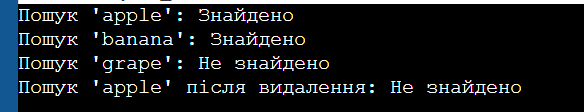 Пошук 'apple': Знайдено
Пошук 'banana': Знайдено
Пошук 'grape': Не знайдено
Пошук 'apple' після видалення: Не знайдено